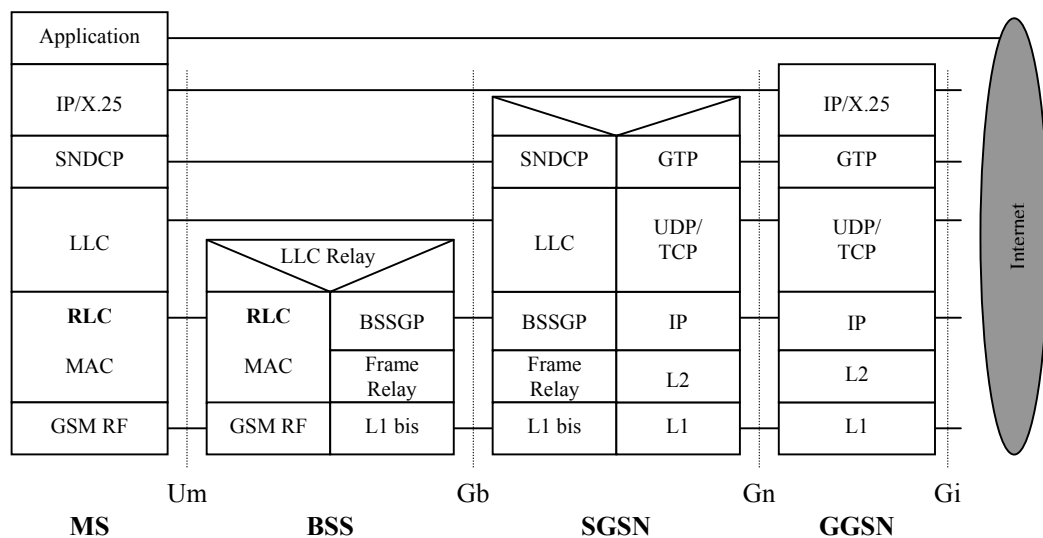 Application
IP/X.25
IP/X.25
SNDCP
SNDCP
GTP
GTP
LLC
LLC Relay
LLC
UDP/
TCP
UDP/
TCP
Internet
RLC
RLC
BSSGP
BSSGP
IP
IP
MAC
MAC
Frame
Relay
Frame
Relay
L2
L2
GSM RF
GSM RF
L1 bis
L1 bis
L1
L1
Um
Gb
Gn
Gi
MS
BSS
SGSN
GGSN